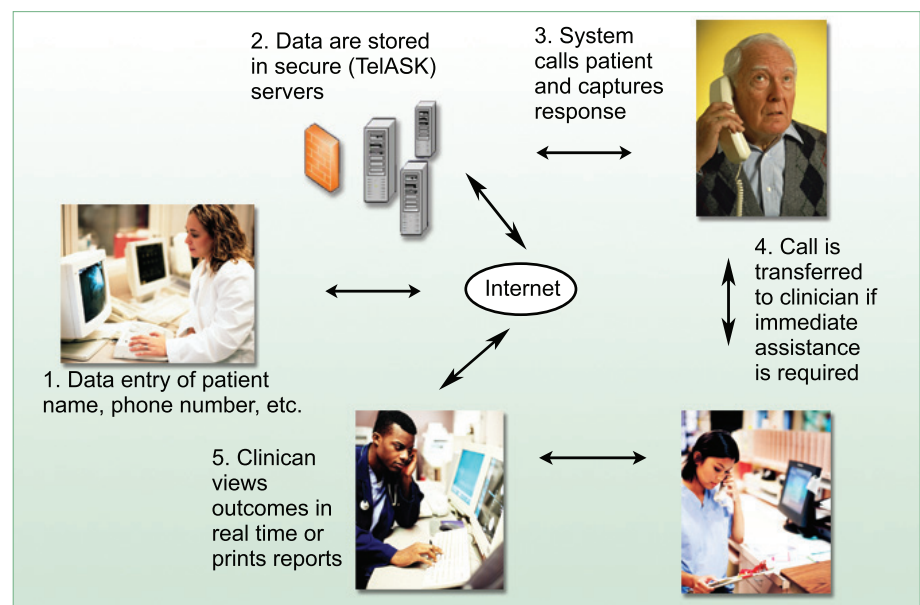 2. Data are stored
in secure (TelASK)
servers
3. System
calls patient
and captures
response
4. Call is
transferred
to clinician if
immediate
assistance
is required
Internet
1. Data entry of patient
name, phone number, etc.
5. Clinican
views
outcomes in
real time or
prints reports